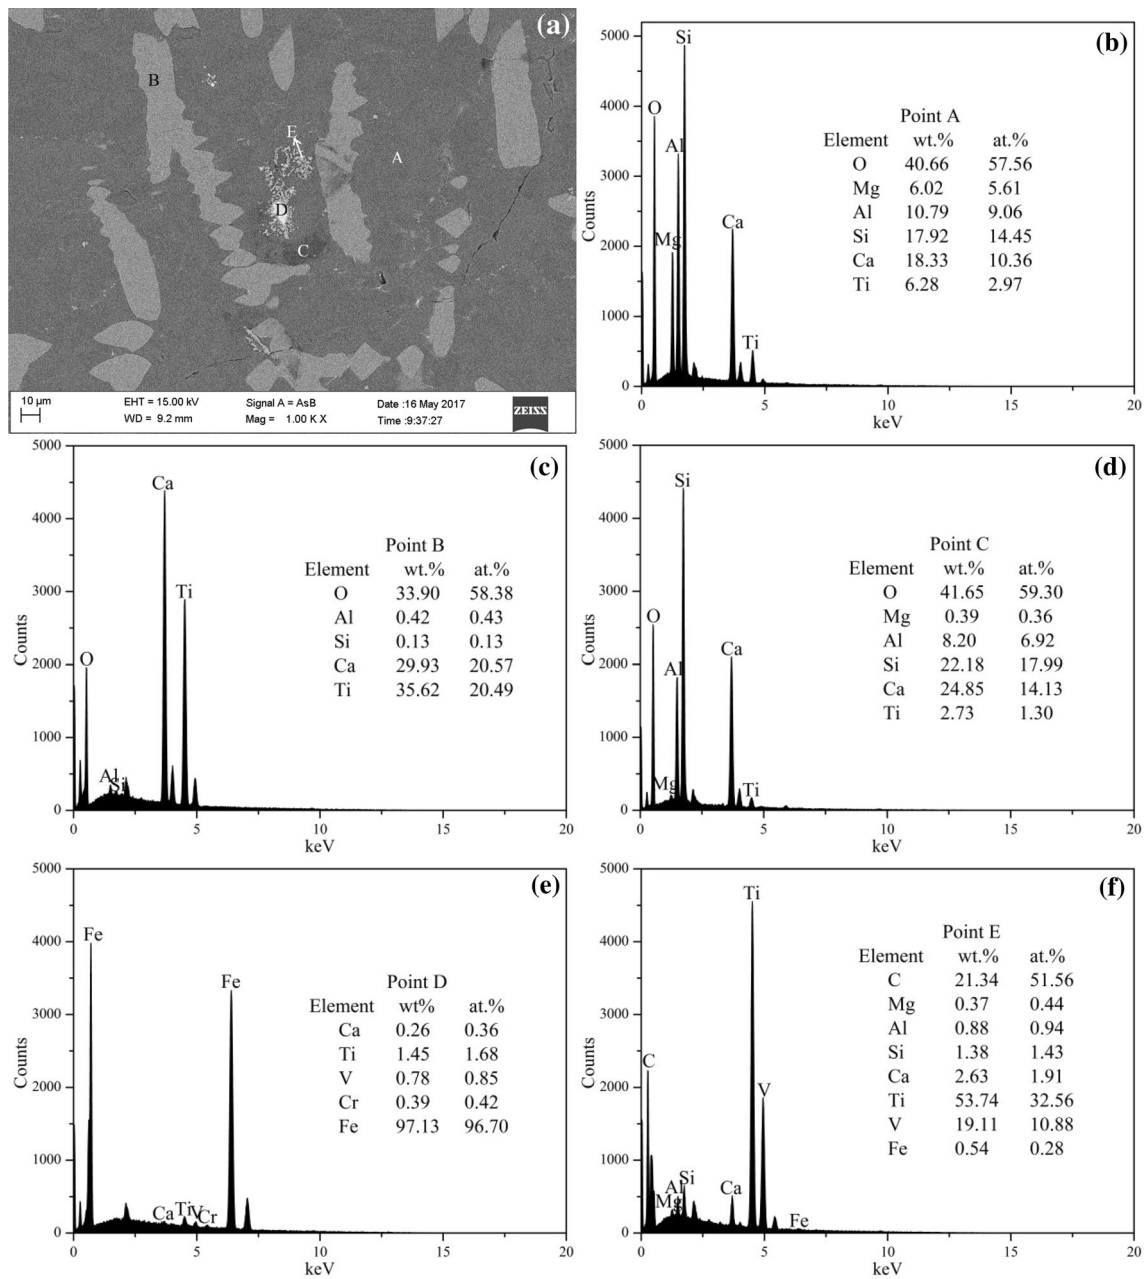 (a)
B
E
A
D
C
10 µm
EHT = 15.00 kV
Signal A = AsB
Date :16 May 2017
WD = 9.2 mm
Mag = 1.00 K X
Time :9:37:27
ZEISS
(b)
5000
4000
3000
2000
1000
0
Counts
O
Mg
Al
Si
Ca
Ti
Point A
Element wt.% at.%
O 40.66 57.56
Mg 6.02 5.61
Al 10.79 9.06
Si 17.92 14.45
Ca 18.33 10.36
Ti 6.28 2.97
0 5 10 15 20
keV
(c)
5000
4000
3000
2000
1000
0
Counts
O
Al
Si
Ca
Ti
Point B
Element wt.% at.%
O 33.90 58.38
Al 0.42 0.43
Si 0.13 0.13
Ca 29.93 20.57
Ti 35.62 20.49
0 5 10 15 20
keV
(d)
5000
4000
3000
2000
1000
0
Counts
O
Mg
Al
Si
Ca
Ti
Point C
Element wt.% at.%
O 41.65 59.30
Mg 0.39 0.36
Al 8.20 6.92
Si 22.18 17.99
Ca 24.85 14.13
Ti 2.73 1.30
0 5 10 15 20
keV
(e)
5000
4000
3000
2000
1000
0
Counts
Fe
Ca
Ti
V
Cr
Fe
Point D
Element wt% at.%
Ca 0.26 0.36
Ti 1.45 1.68
V 0.78 0.85
Cr 0.39 0.42
Fe 97.13 96.70
0 5 10 15 20
keV
(f)
5000
4000
3000
2000
1000
0
Counts
C
Mg
Al
Si
Ca
Ti
V
Fe
Point E
Element wt.% at.%
C 21.34 51.56
Mg 0.37 0.44
Al 0.88 0.94
Si 1.38 1.43
Ca 2.63 1.91
Ti 53.74 32.56
V 19.11 10.88
Fe 0.54 0.28
0 5 10 15 20
keV